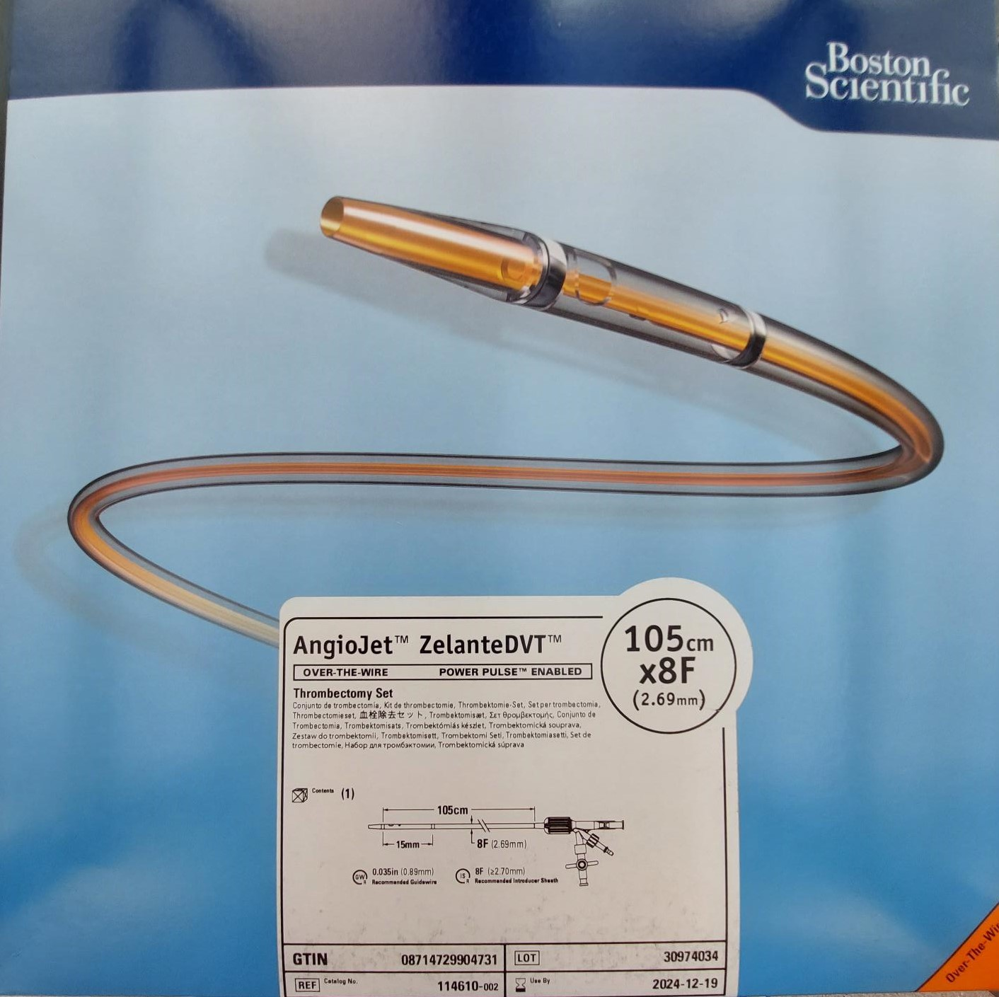 Boston
Scientific
AngioJet™ ZelanteDVT™
OVER-THE-WIRE POWER PULSE™ ENABLED
105cm
x8F
(2.69mm)
Thrombectomy Set
Conjunto de trombectomía, Kit de thrombectomie, Thrombektomie-Set, Set per trombectomia,
Thrombectomieset, 血栓除去セット, Trombektomisæt, Σετ θρομβεκτομής, Conjunto de
Trombectomia, Trombektomisats, Trombektómiás készlet, Trombektomická souprava,
Zestaw do trombektomii, Trombektomisett, Trombektomi Seti, Trombektomiasetti, Set de
trombectomie, Набор для тромбэктомии, Trombektomická súprava
Contents (1)
105cm
15mm
8F (2.69mm)
GW
R
0.035in (0.89mm)
Recommended Guidewire
IS
R
8F (≥2.70mm)
Recommended Introducer Sheath
GTIN 08714729904731
LOT 30974034
REF Catalog No. 114610-002
Use By 2024-12-19
Over-The-Wir